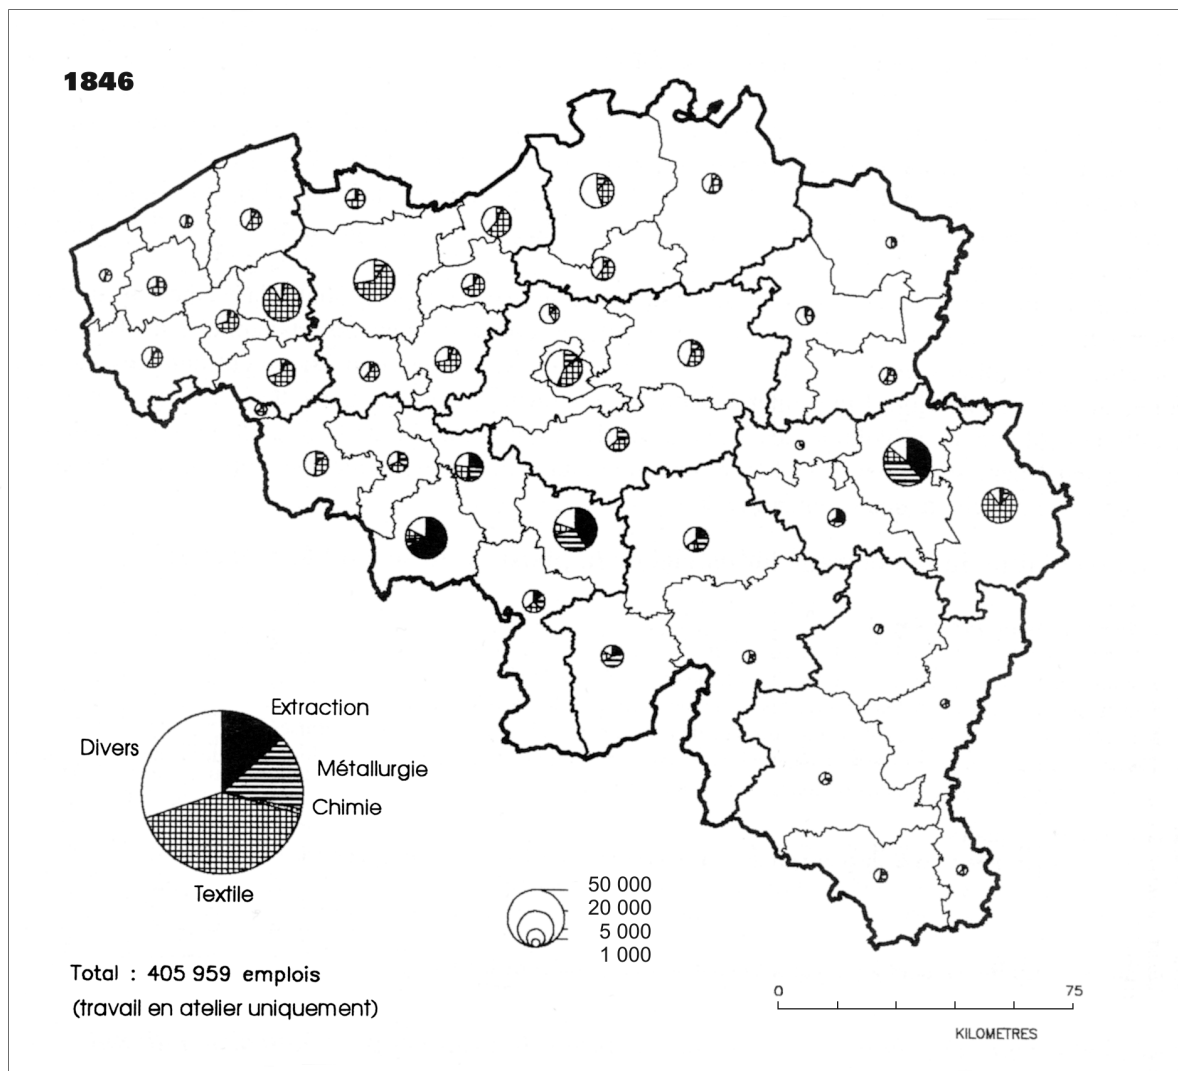 1846
Extraction
Divers
Métallurgie
Chimie
Textile
50 000
20 000
5 000
1 000
Total : 405 959 emplois
(travail en atelier uniquement)
0 75
KILOMETRES